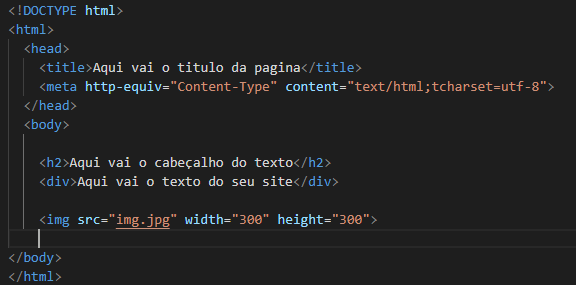 <!DOCTYPE html>
<html>
<head>
<title>Aqui vai o titulo da pagina</title>
<meta http-equiv="Content-Type" content="text/html;tcharset=utf-8">
</head>
<body>
<h2>Aqui vai o cabeçalho do texto</h2>
<div>Aqui vai o texto do seu site</div>
<img src="img.jpg" width="300" height="300">
</body>
</html>